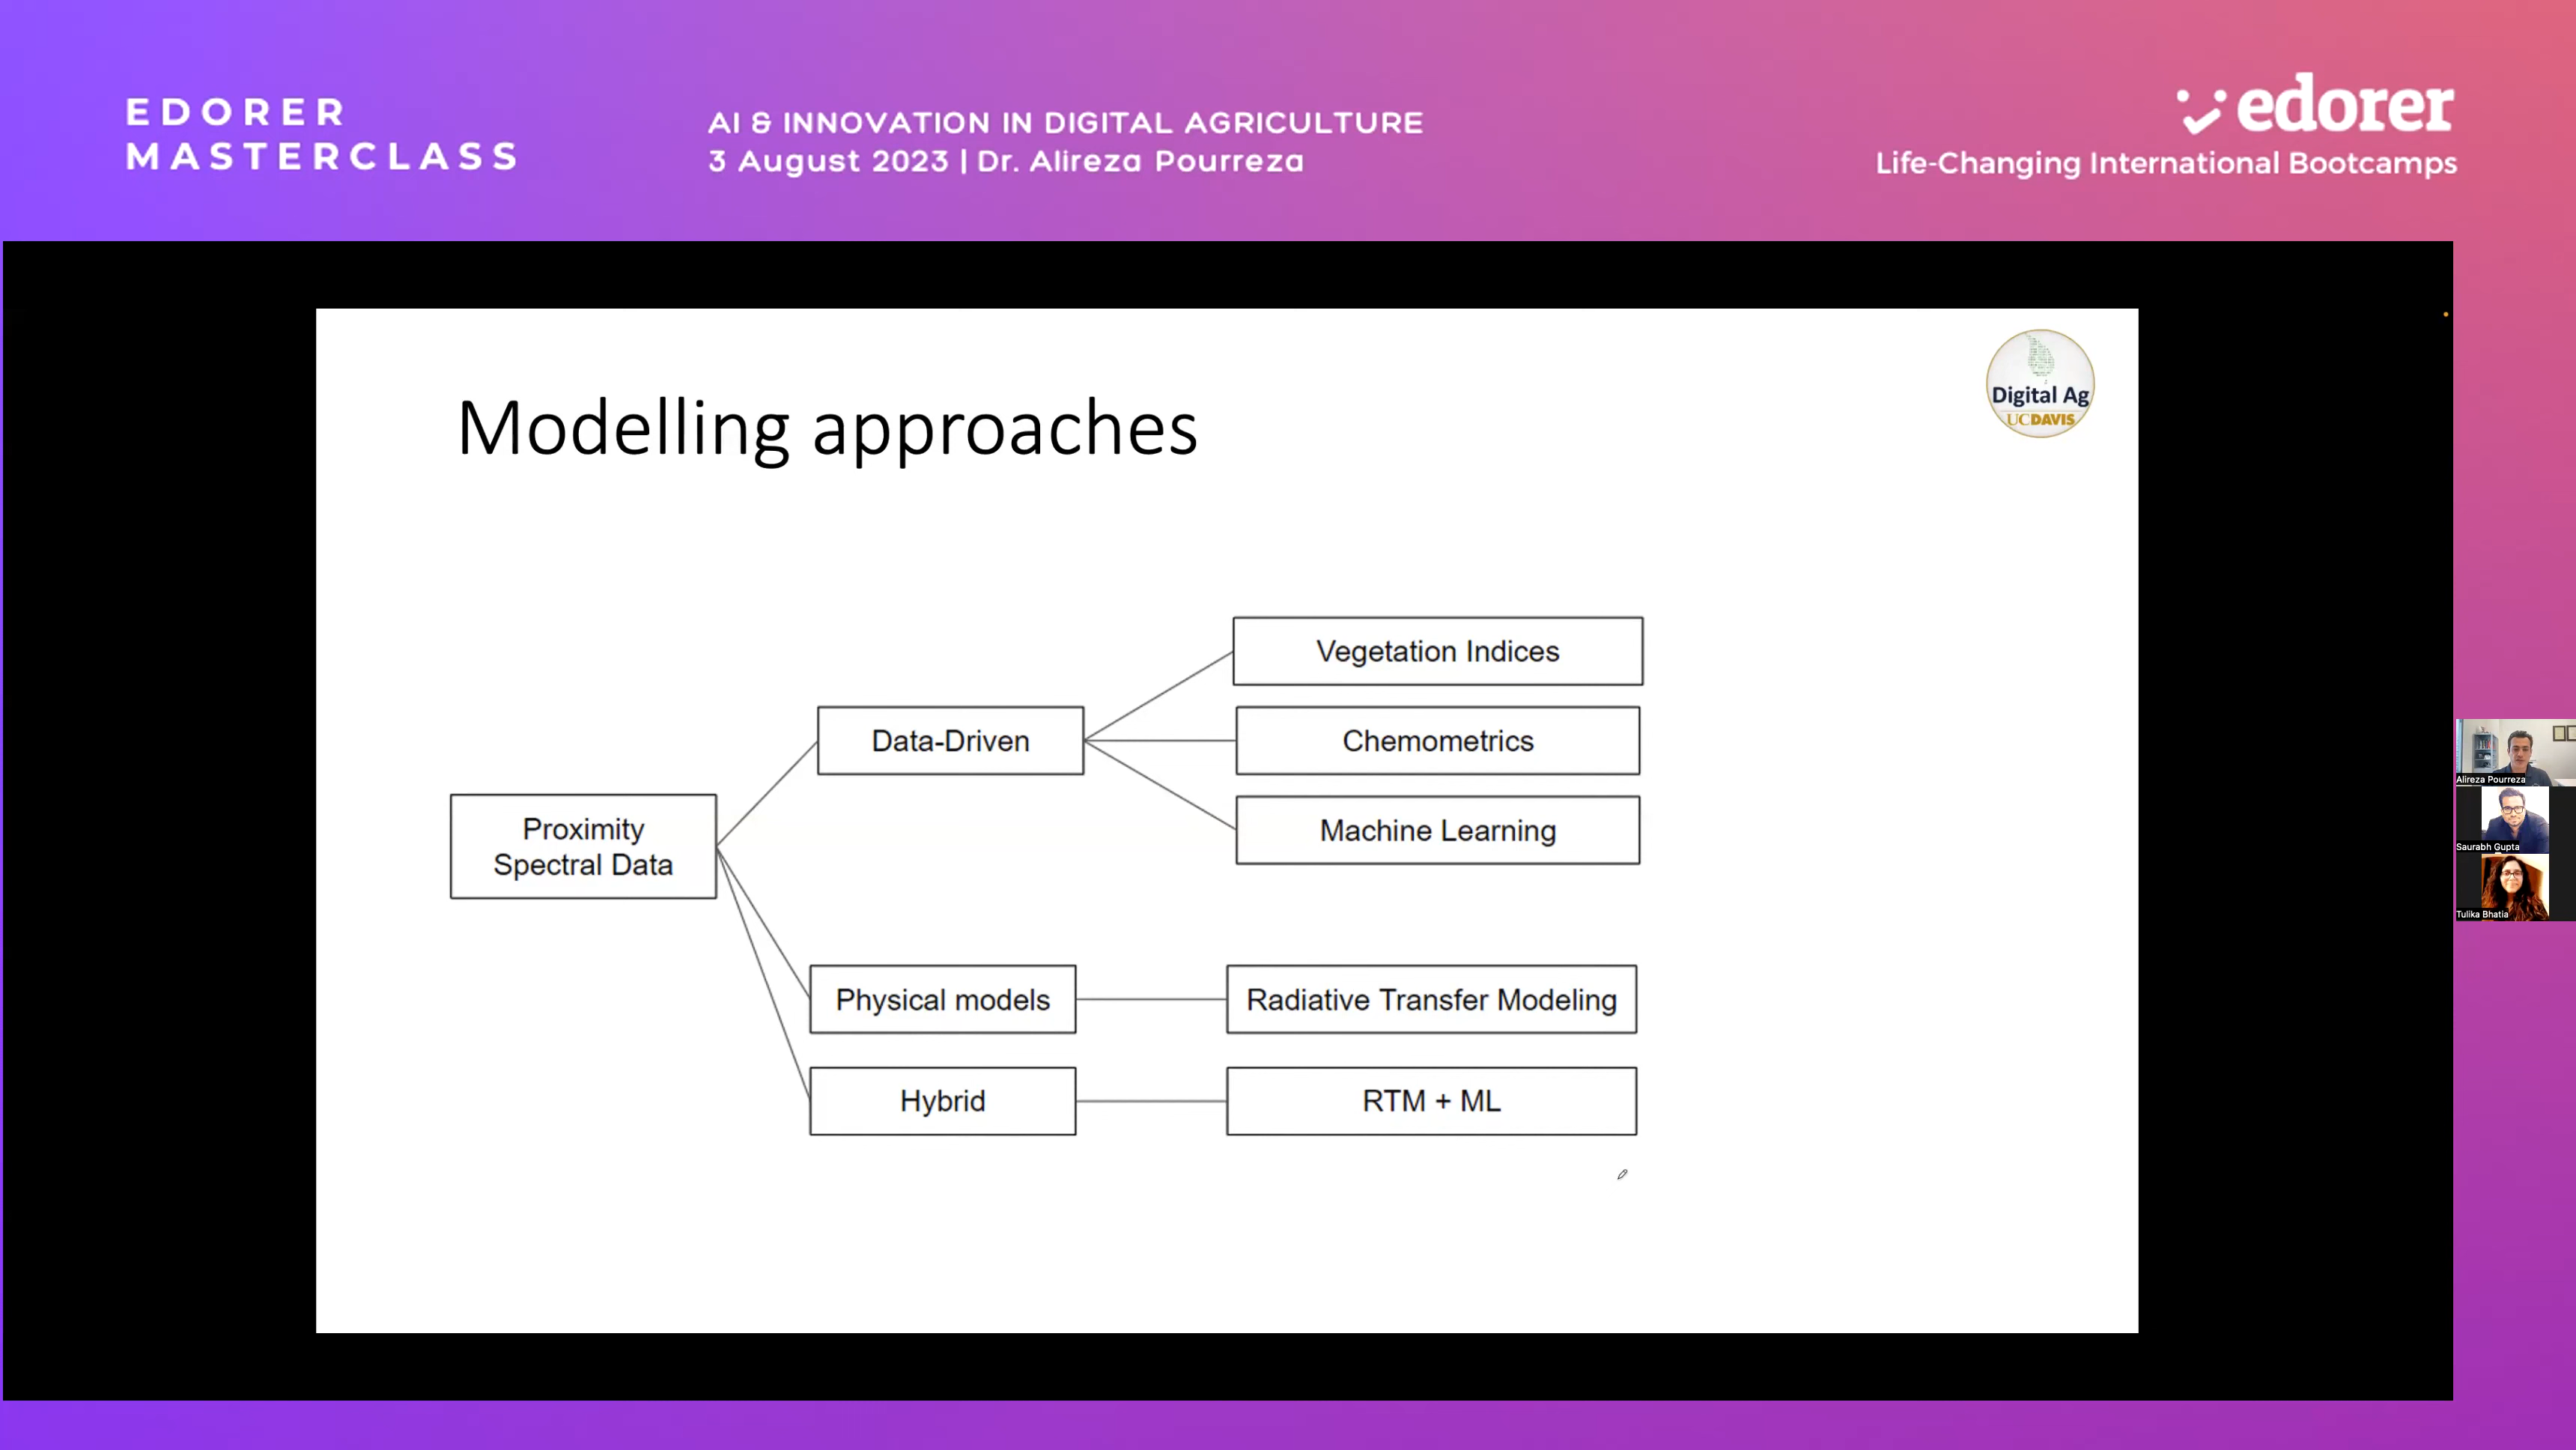 EDORER
MASTERCLASS
AI & INNOVATION IN DIGITAL AGRICULTURE
3 August 2023 | Dr. Alireza Pourreza
edorer
Life-Changing International Bootcamps
Digital Ag
UCDAVIS
Modelling approaches
Vegetation Indices
Data-Driven
Chemometrics
Proximity
Spectral Data
Machine Learning
Physical models
Radiative Transfer Modeling
Hybrid
RTM + ML
Alireza Pourreza
Saurabh Gupta
Tulika Bhatia